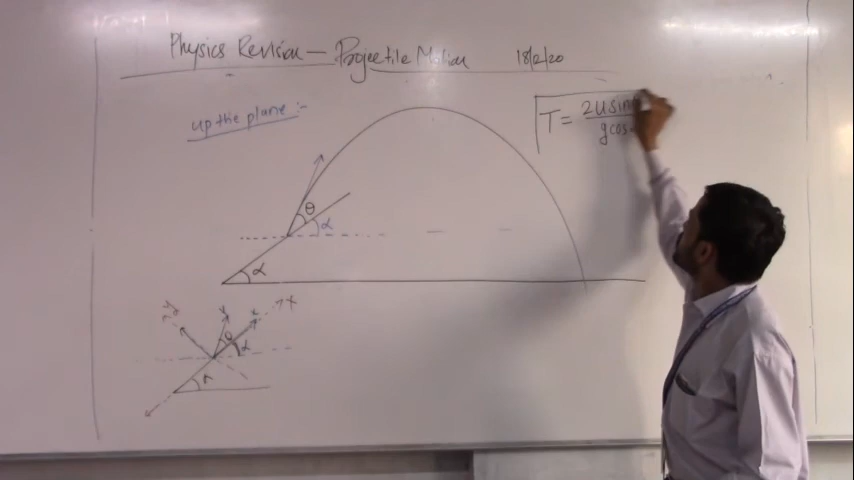 Physics Revision — Projectile Motion 18/2/20
up the plane :-
T = 2u sin
g cos
θ
α
α
y
x
θ
α